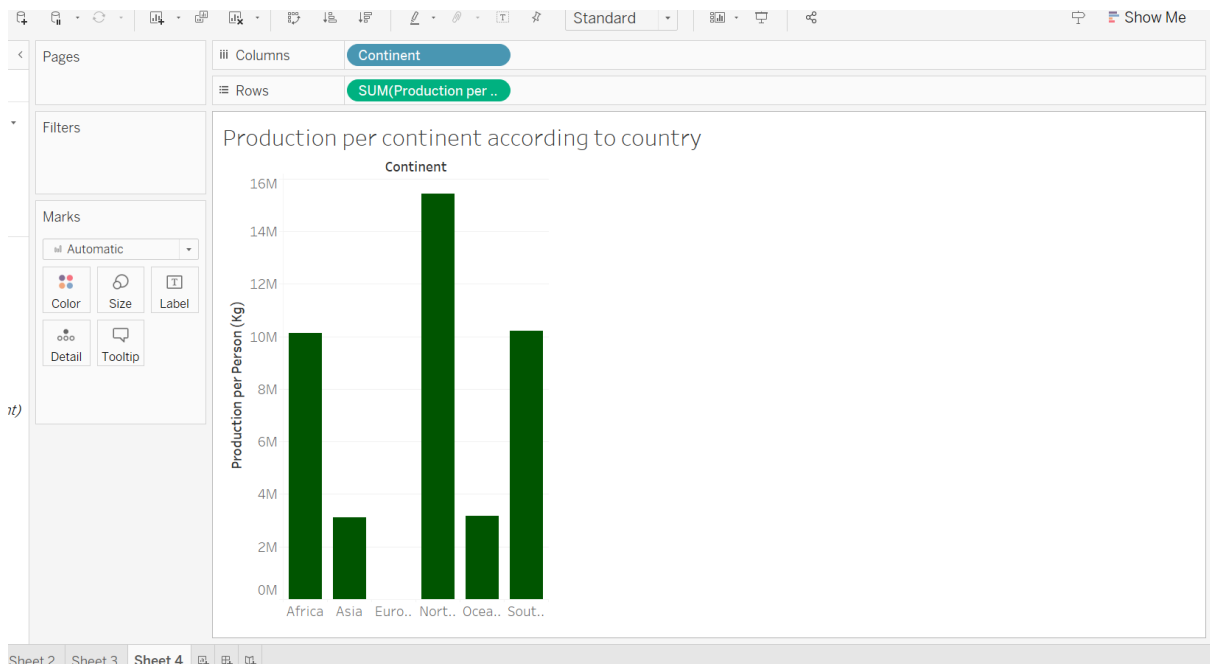 Standard Show Me
Pages
Columns Continent
Rows SUM(Production per ..
Filters
Production per continent according to country
Continent
Marks
Automatic
Color Size Label
Detail Tooltip
Production per Person (Kg)
16M
14M
12M
10M
8M
6M
4M
2M
0M
Africa Asia Euro.. Nort.. Ocea.. Sout..
Sheet 2 Sheet 3 Sheet 4